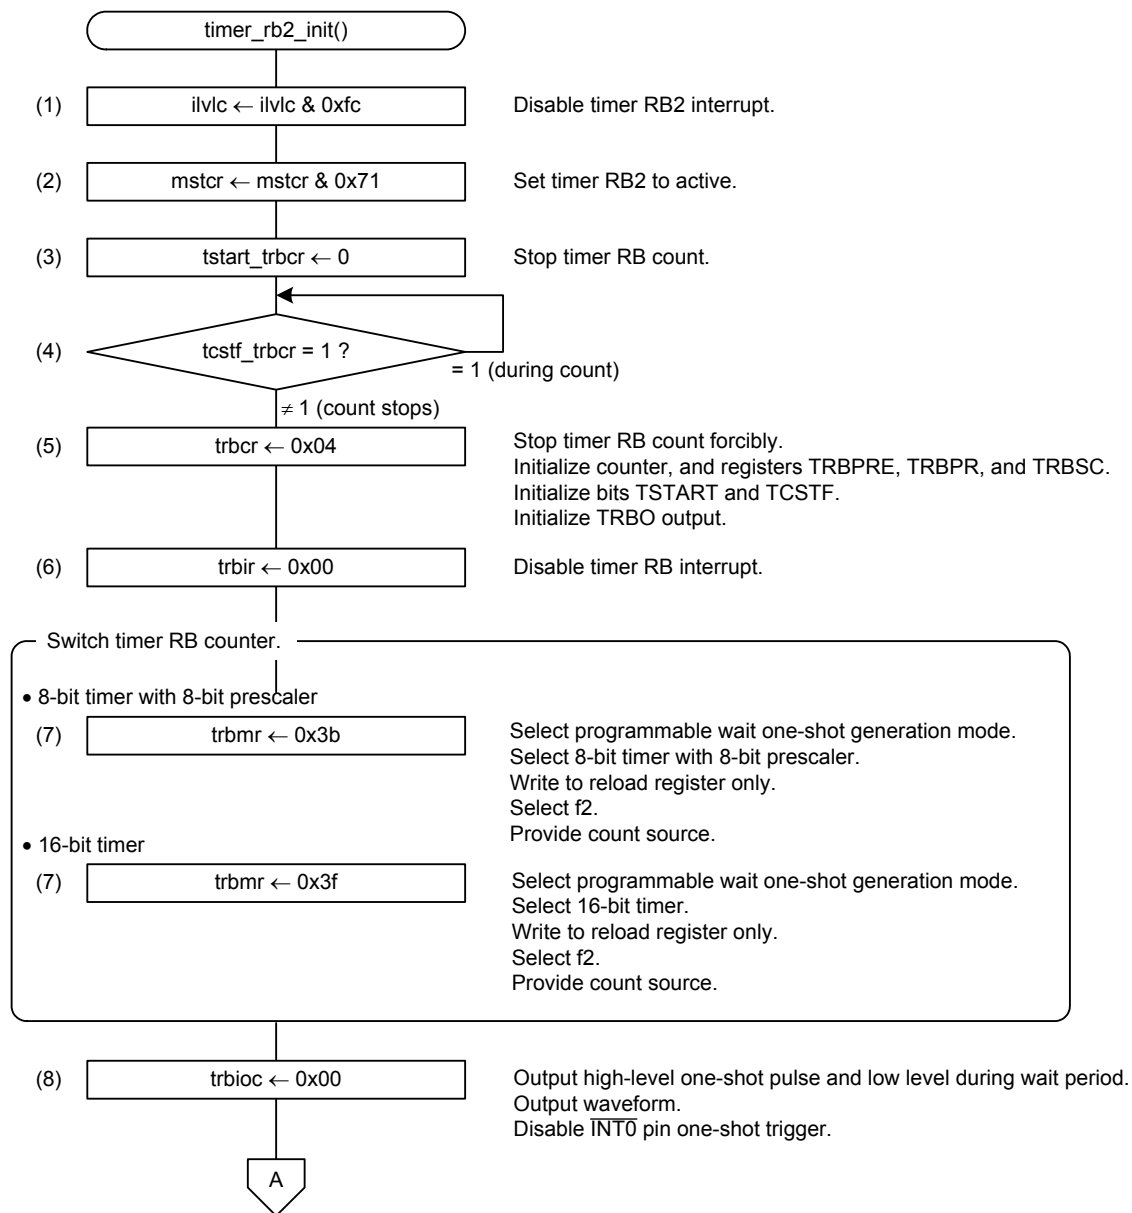 timer_rb2_init()
(1) ilvlc ← ilvlc & 0xfc Disable timer RB2 interrupt.
(2) mstcr ← mstcr & 0x71 Set timer RB2 to active.
(3) tstart_trbcr ← 0 Stop timer RB count.
(4) tcstf_trbcr = 1 ?
= 1 (during count)
≠ 1 (count stops)
(5) trbcr ← 0x04 Stop timer RB count forcibly.
Initialize counter, and registers TRBPRE, TRBPR, and TRBSC.
Initialize bits TSTART and TCSTF.
Initialize TRBO output.
(6) trbir ← 0x00 Disable timer RB interrupt.
Switch timer RB counter.
• 8-bit timer with 8-bit prescaler
(7) trbmr ← 0x3b Select programmable wait one-shot generation mode.
Select 8-bit timer with 8-bit prescaler.
Write to reload register only.
Select f2.
Provide count source.
• 16-bit timer
(7) trbmr ← 0x3f Select programmable wait one-shot generation mode.
Select 16-bit timer.
Write to reload register only.
Select f2.
Provide count source.
(8) trbioc ← 0x00 Output high-level one-shot pulse and low level during wait period.
Output waveform.
Disable I̅N̅T̅0̅ pin one-shot trigger.
A